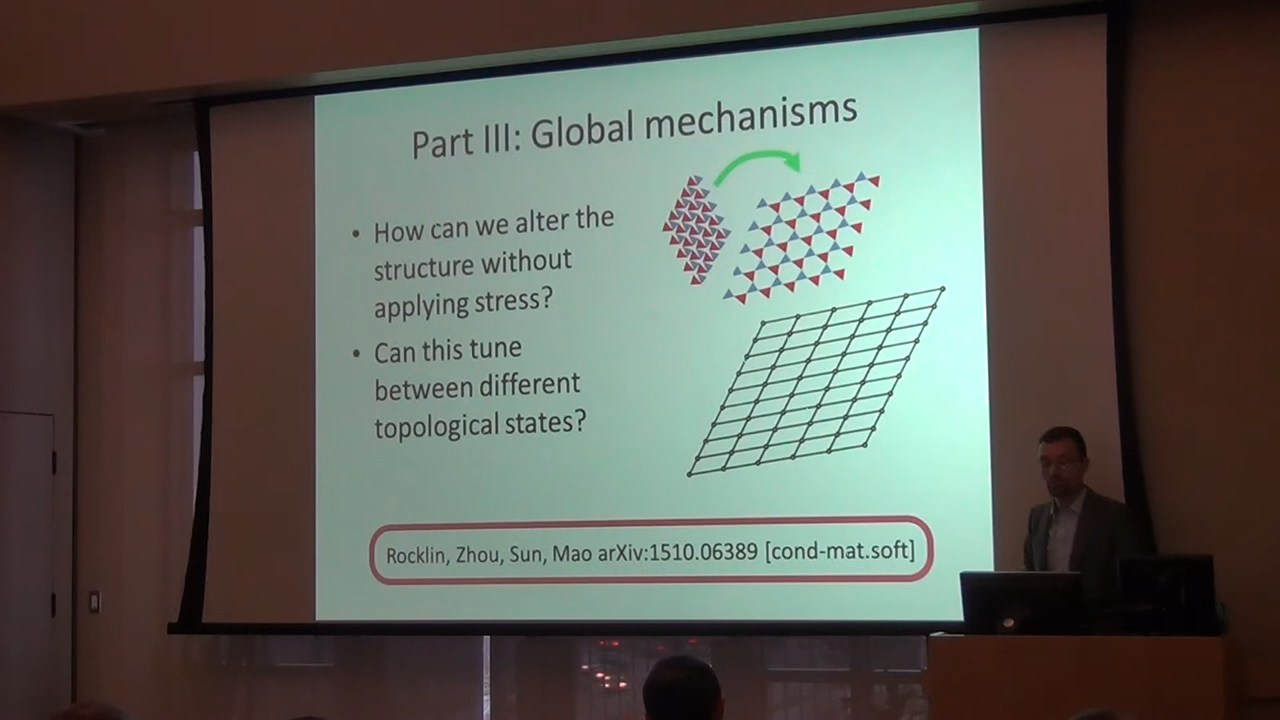 Part III: Global mechanisms
• How can we alter the
structure without
applying stress?
• Can this tune
between different
topological states?
Rocklin, Zhou, Sun, Mao arXiv:1510.06389 [cond-mat.soft]